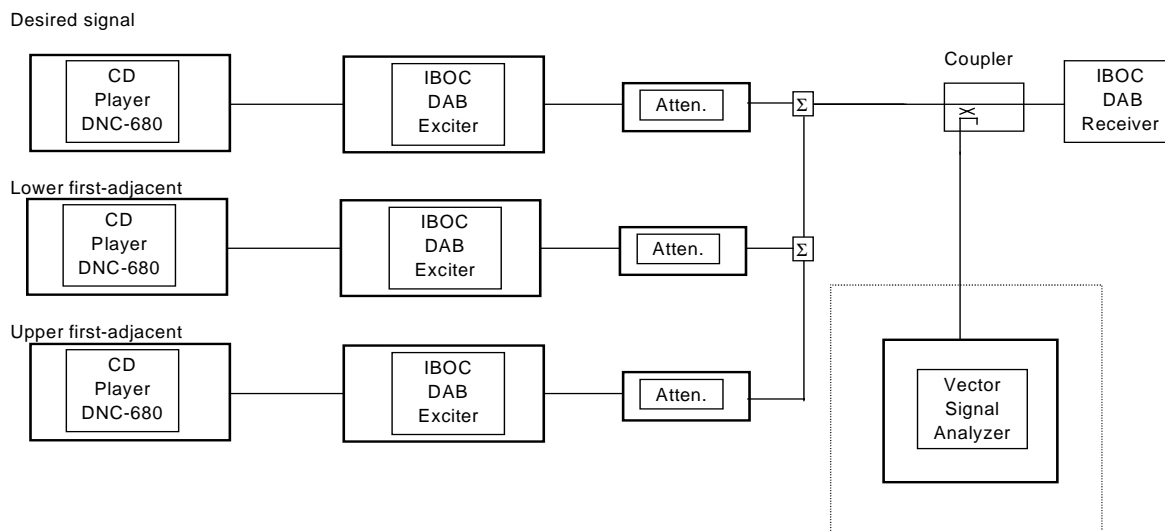 Desired signal
CD
Player
DNC-680
IBOC
DAB
Exciter
Atten.
Σ
Coupler
IBOC
DAB
Receiver
Lower first-adjacent
CD
Player
DNC-680
IBOC
DAB
Exciter
Atten.
Σ
Upper first-adjacent
CD
Player
DNC-680
IBOC
DAB
Exciter
Atten.
Vector
Signal
Analyzer